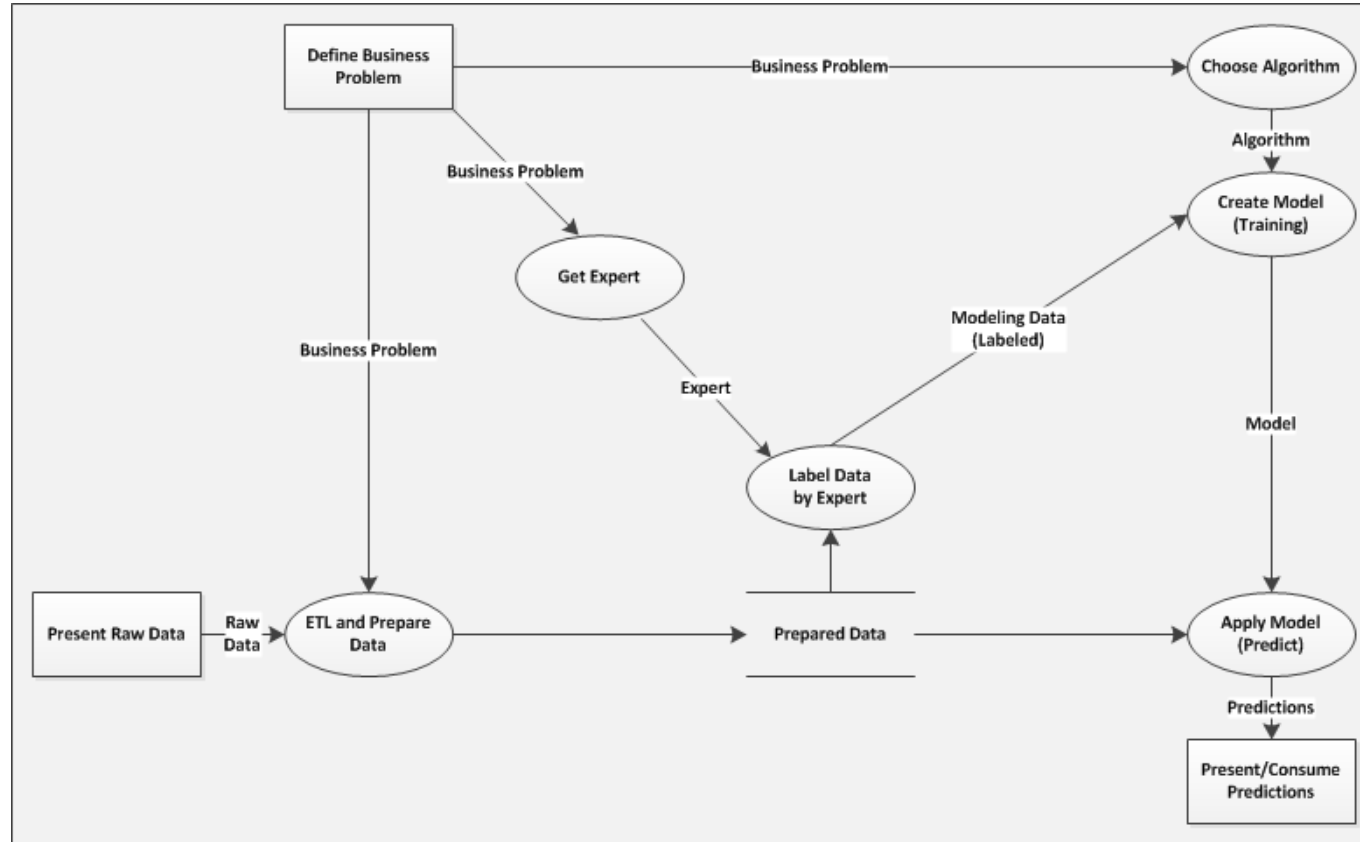 Define Business
Problem
Business Problem
Choose Algorithm
Algorithm
Business Problem
Create Model
(Training)
Get Expert
Modeling Data
(Labeled)
Business Problem
Expert
Model
Label Data
by Expert
Present Raw Data
Raw
Data
ETL and Prepare
Data
Prepared Data
Apply Model
(Predict)
Predictions
Present/Consume
Predictions